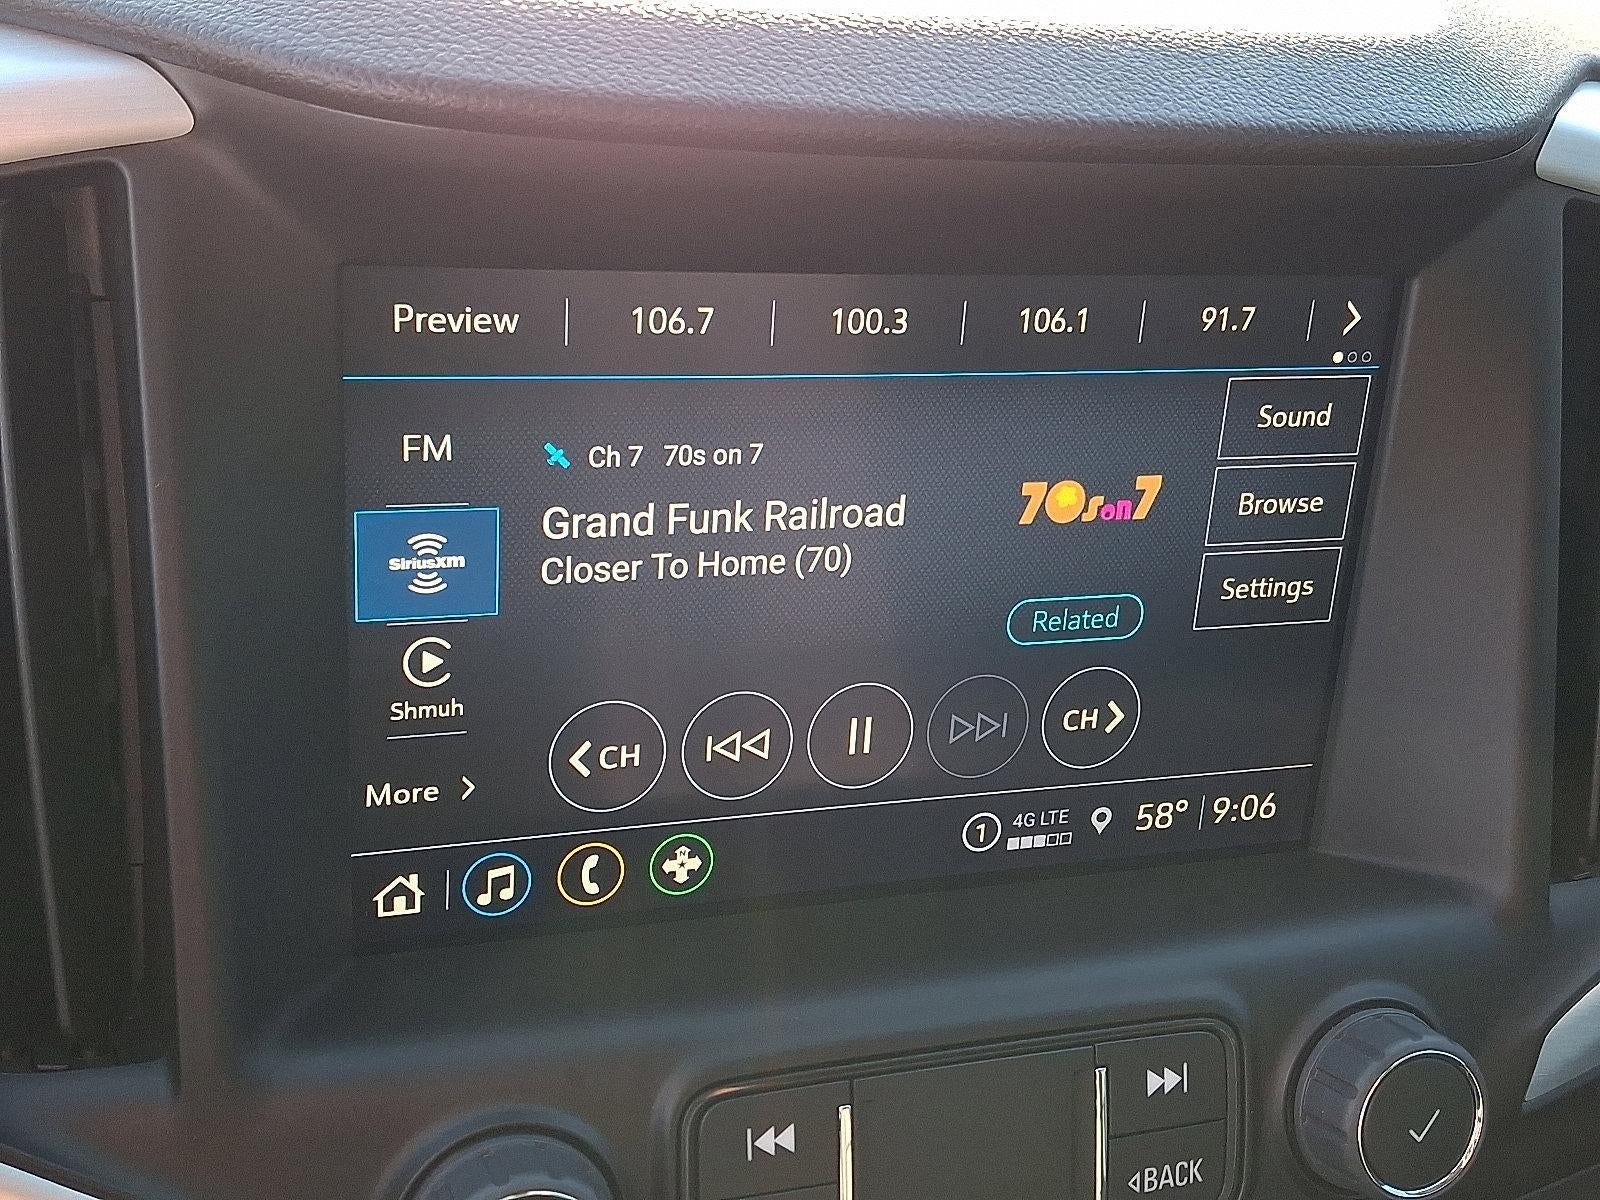 Preview 106.7 100.3 106.1 91.7
FM
SiriusXm
Shmuh
More
Ch 7 70s on 7
Grand Funk Railroad
Closer To Home (70)
70s on 7
Related
Sound
Browse
Settings
CH
CH
1 4G LTE 58° 9:06
N
BACK